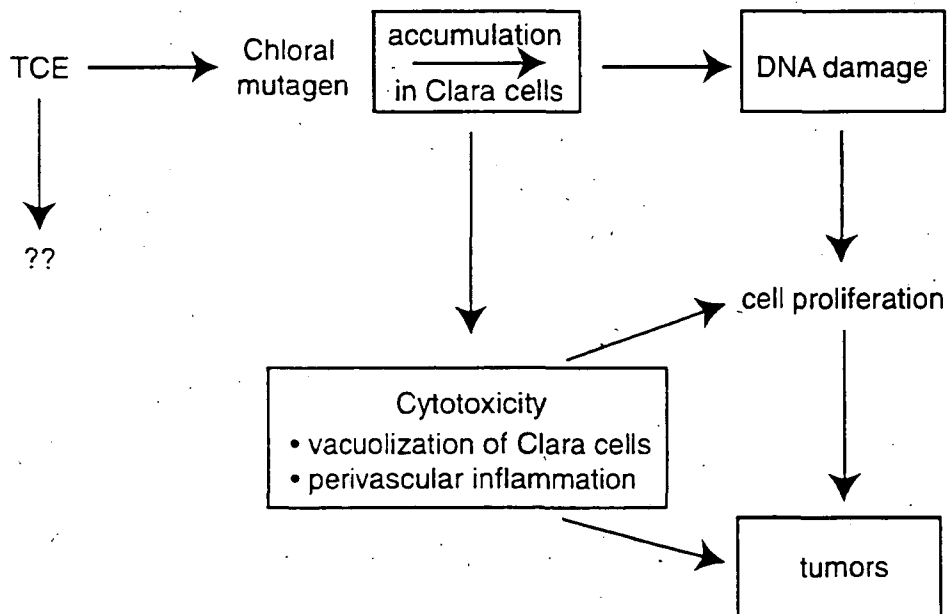 TCE
Chloral
mutagen
accumulation
in Clara cells
DNA damage
??
cell proliferation
Cytotoxicity
• vacuolization of Clara cells
• perivascular inflammation
tumors